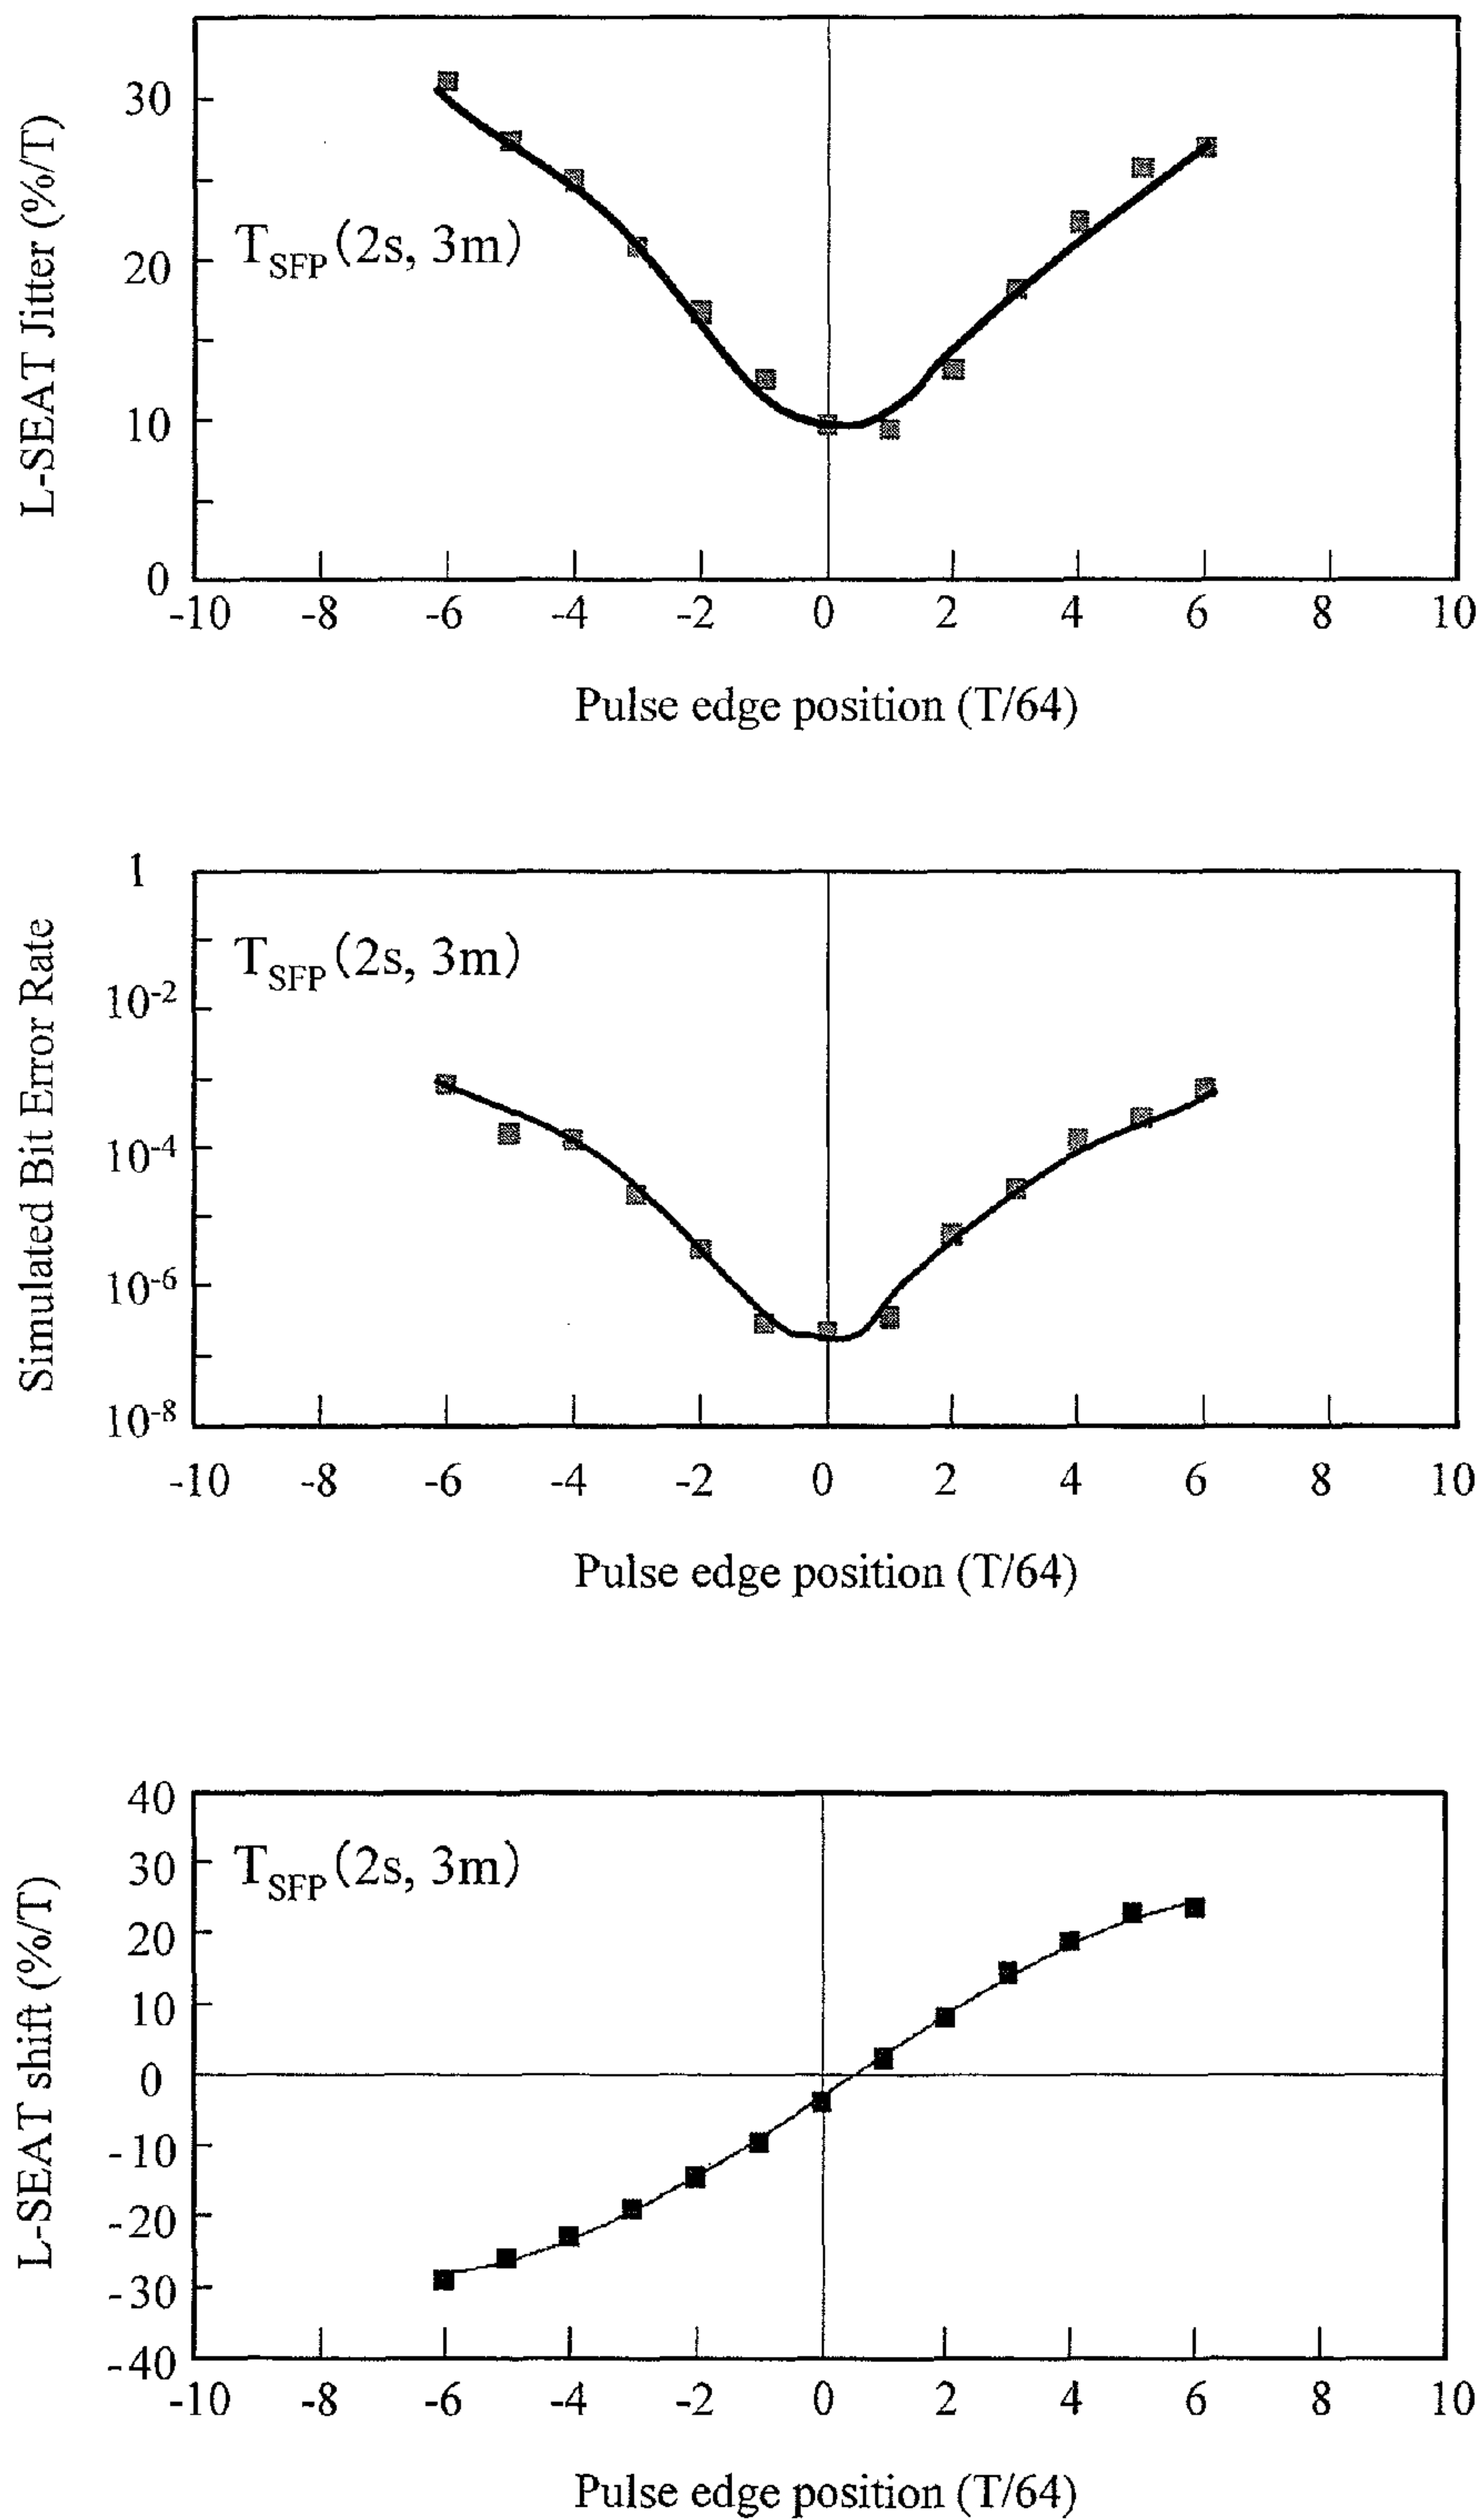 L-SEAT Jitter (%/T)
30
20
10
0
T_SFP (2s, 3m)
-10 -8 -6 -4 -2 0 2 4 6 8 10
Pulse edge position (T/64)
Simulated Bit Error Rate
1
10^-2
10^-4
10^-6
10^-8
T_SFP (2s, 3m)
-10 -8 -6 -4 -2 0 2 4 6 8 10
Pulse edge position (T/64)
L-SEAT shift (%/T)
40
30
20
10
0
-10
-20
-30
-40
T_SFP (2s, 3m)
-10 -8 -6 -4 -2 0 2 4 6 8 10
Pulse edge position (T/64)